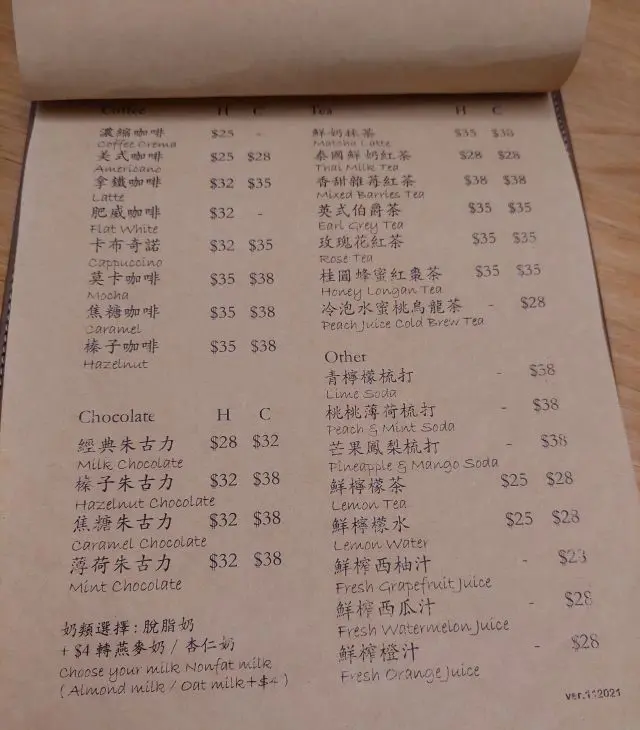 Coffee H C
濃縮咖啡 $25 -
Coffee Crema
美式咖啡 $25 $28
Americano
拿鐵咖啡 $32 $35
Latte
肥威咖啡 $32 -
Flat White
卡布奇諾 $32 $35
Cappuccino
莫卡咖啡 $35 $38
Mocha
焦糖咖啡 $35 $38
Caramel
榛子咖啡 $35 $38
Hazelnut
Chocolate H C
經典朱古力 $28 $32
Milk Chocolate
榛子朱古力 $32 $38
Hazelnut Chocolate
焦糖朱古力 $32 $38
Caramel Chocolate
薄荷朱古力 $32 $38
Mint Chocolate
奶類選擇:脫脂奶
+ $4 轉燕麥奶 / 杏仁奶
Choose your milk Nonfat milk
(Almond milk / Oat milk +$4)
Tea H C
鮮奶抹茶 $35 $38
Matcha Latte
泰國鮮奶紅茶 $28 $28
Thai Milk Tea
香甜雜苺紅茶 $38 $38
Mixed Barries Tea
英式伯爵茶 $35 $35
Earl Grey Tea
玫瑰花紅茶 $35 $35
Rose Tea
桂圓蜂蜜紅棗茶 $35 $35
Honey Longan Tea
冷泡水蜜桃烏龍茶 - $28
Peach Juice Cold Brew Tea
Other
青檸檬梳打 - $38
Lime Soda
桃桃薄荷梳打 - $38
Peach & Mint Soda
芒果鳳梨梳打 - $38
Pineapple & Mango Soda
鮮檸檬茶 $25 $28
Lemon Tea
鮮檸檬水 $25 $28
Lemon Water
鮮榨西柚汁 - $28
Fresh Grapefruit Juice
鮮榨西瓜汁 - $28
Fresh Watermelon Juice
鮮榨橙汁 - $28
Fresh Orange Juice
ver.112021